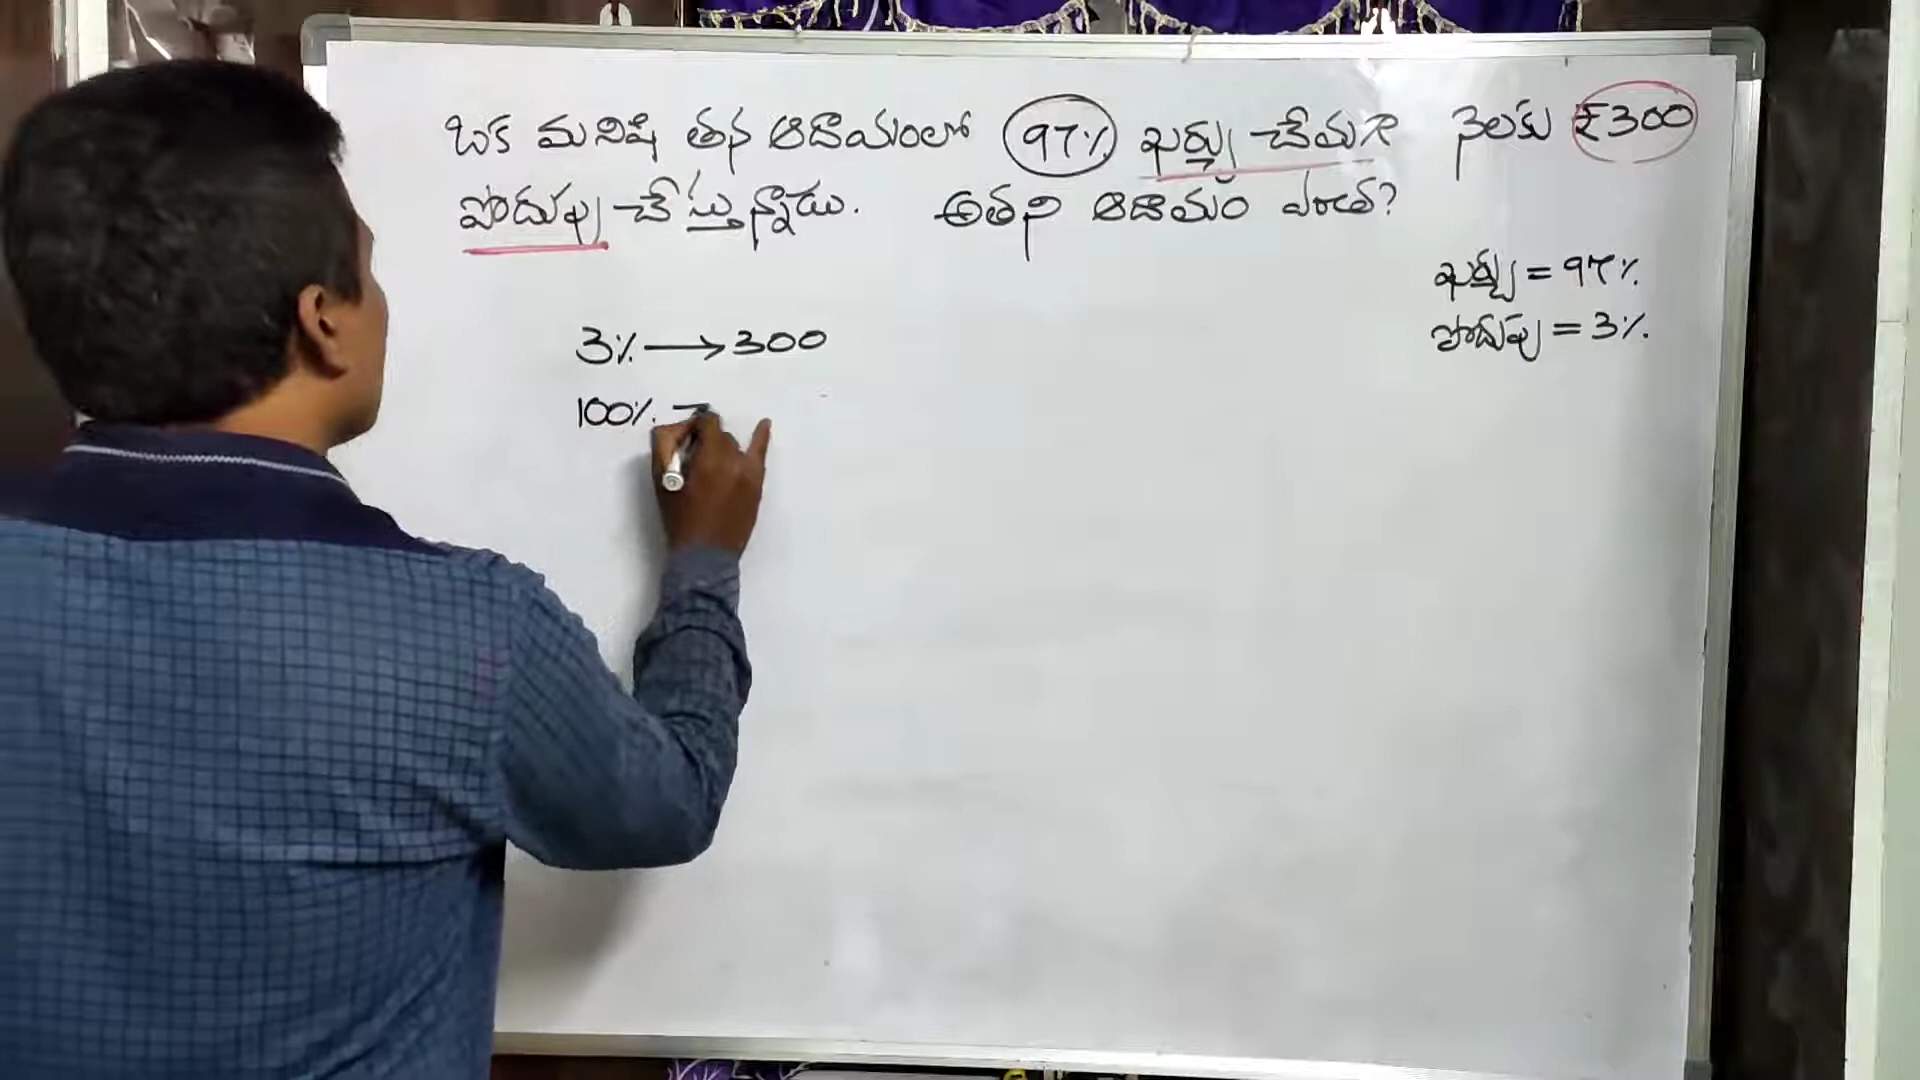 ఒక మనిషి తన ఆదాయంలో 97% ఖర్చు చేయగా నెలకు ₹300
పొదుపు చేస్తున్నాడు. అతని ఆదాయం ఎంత?
ఖర్చు = 97%
పొదుపు = 3%.
3% → 300
100% →